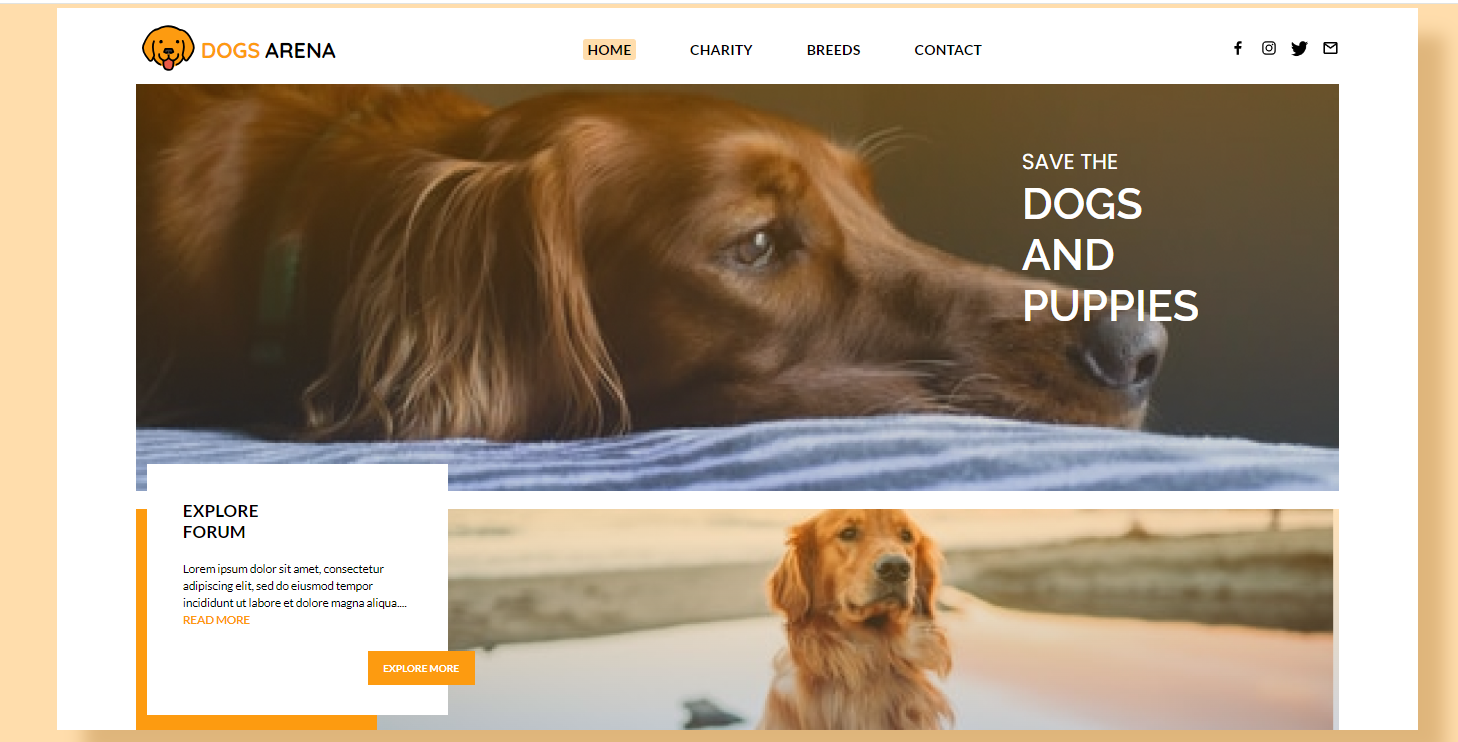 DOGS ARENA
HOME CHARITY BREEDS CONTACT
SAVE THE
DOGS
AND
PUPPIES
EXPLORE
FORUM
Lorem ipsum dolor sit amet, consectetur
adipiscing elit, sed do eiusmod tempor
incididunt ut labore et dolore magna aliqua....
READ MORE
EXPLORE MORE